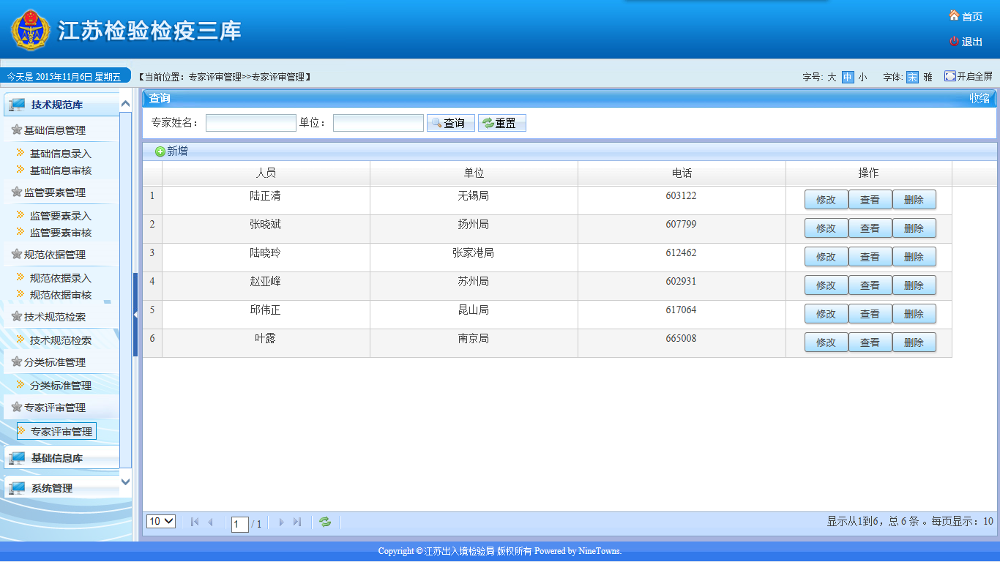 江苏检验检疫三库
首页
退出
今天是 2015年11月6日 星期五
【当前位置：专家评审管理>>专家评审管理】
字号: 大 中 小 字体: 宋 雅 开启全屏
技术规范库
基础信息管理
基础信息录入
基础信息审核
监管要素管理
监管要素录入
监管要素审核
规范依据管理
规范依据录入
规范依据审核
技术规范检索
技术规范检索
分类标准管理
分类标准管理
专家评审管理
专家评审管理
基础信息库
系统管理
查询 收缩
专家姓名： 单位： 查询 重置
新增
人员 单位 电话 操作
1 陆正清 无锡局 603122 修改 查看 删除
2 张晓斌 扬州局 607799 修改 查看 删除
3 陆晓玲 张家港局 612462 修改 查看 删除
4 赵亚峰 苏州局 602931 修改 查看 删除
5 邱伟正 昆山局 617064 修改 查看 删除
6 叶露 南京局 665008 修改 查看 删除
10 1 / 1 显示从1到6，总 6 条 。每页显示：10
Copyright © 江苏出入境检验局 版权所有 Powered by NineTowns.